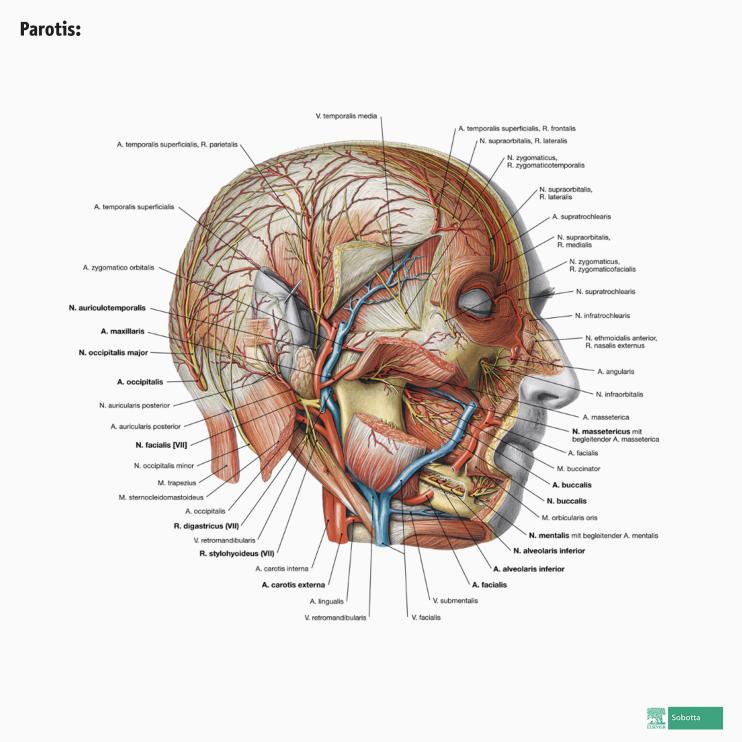 Parotis:
V. temporalis media
A. temporalis superficialis, R. frontalis
N. supraorbitalis, R. lateralis
A. temporalis superficialis, R. parietalis
N. zygomaticus,
R. zygomaticotemporalis
N. supraorbitalis,
R. lateralis
A. temporalis superficialis
A. supratrochlearis
N. supraorbitalis,
R. medialis
A. zygomatico orbitalis
N. zygomaticus,
R. zygomaticofacialis
N. supratrochlearis
N. auriculotemporalis
N. infratrochlearis
A. maxillaris
N. ethmoidalis anterior,
R. nasalis externus
N. occipitalis major
A. angularis
A. occipitalis
N. infraorbitalis
N. auricularis posterior
A. masseterica
A. auricularis posterior
N. massetericus mit
begleitender A. masseterica
N. facialis [VII]
A. facialis
N. occipitalis minor
M. buccinator
M. trapezius
A. buccalis
M. sternocleidomastoideus
N. buccalis
A. occipitalis
M. orbicularis oris
R. digastricus (VII)
N. mentalis mit begleitender A. mentalis
V. retromandibularis
R. stylohyoideus (VII)
N. alveolaris inferior
A. carotis interna
A. alveolaris inferior
A. carotis externa
A. facialis
A. lingualis
V. submentalis
V. retromandibularis
V. facialis
ELSEVIER
Sobotta